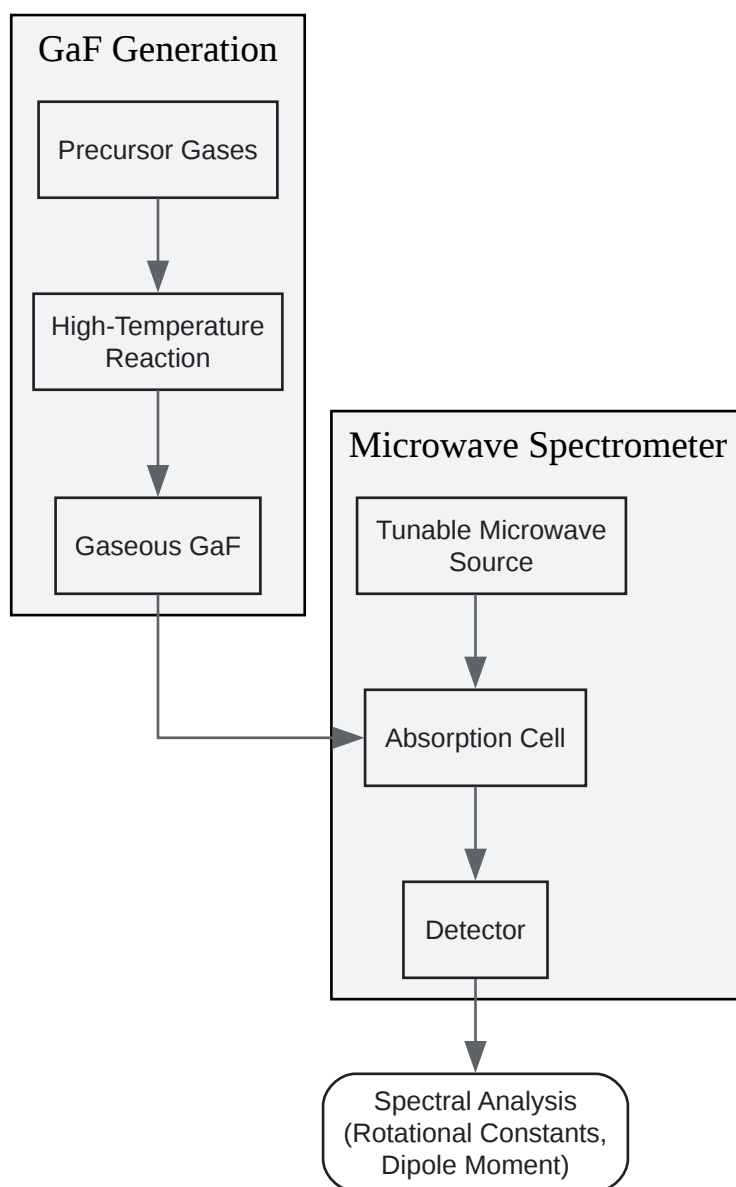 GaF Generation
Precursor Gases
High-Temperature
Reaction
Gaseous GaF
Microwave Spectrometer
Tunable Microwave
Source
Absorption Cell
Detector
Spectral Analysis
(Rotational Constants,
Dipole Moment)